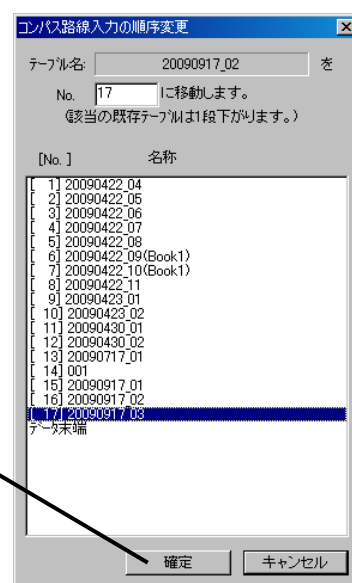 コンパス路線入力の順序変更
テーブル名: 20090917_02 を
No. 17 に移動します。
(該当の既存テーブルは1段下がります。)
[No. ] 名称
[ 1] 20090422_04
[ 2] 20090422_05
[ 3] 20090422_06
[ 4] 20090422_07
[ 5] 20090422_08
[ 6] 20090422_09(Book1)
[ 7] 20090422_10(Book1)
[ 8] 20090422_11
[ 9] 20090423_01
[ 10] 20090423_02
[ 11] 20090430_01
[ 12] 20090430_02
[ 13] 20090717_01
[ 14] 001
[ 15] 20090917_01
[ 16] 20090917_02
[ 17] 20090917_03
データ末端
確定 キャンセル